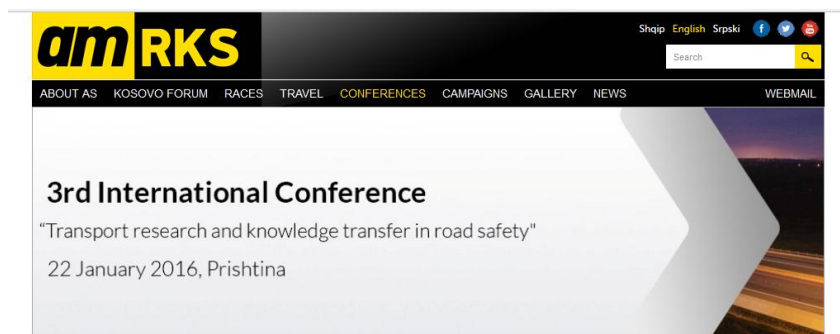 am RKS
Shqip English Srpski
Search
ABOUT AS KOSOVO FORUM RACES TRAVEL CONFERENCES CAMPAIGNS GALLERY NEWS WEBMAIL
3rd International Conference
“Transport research and knowledge transfer in road safety"
22 January 2016, Prishtina